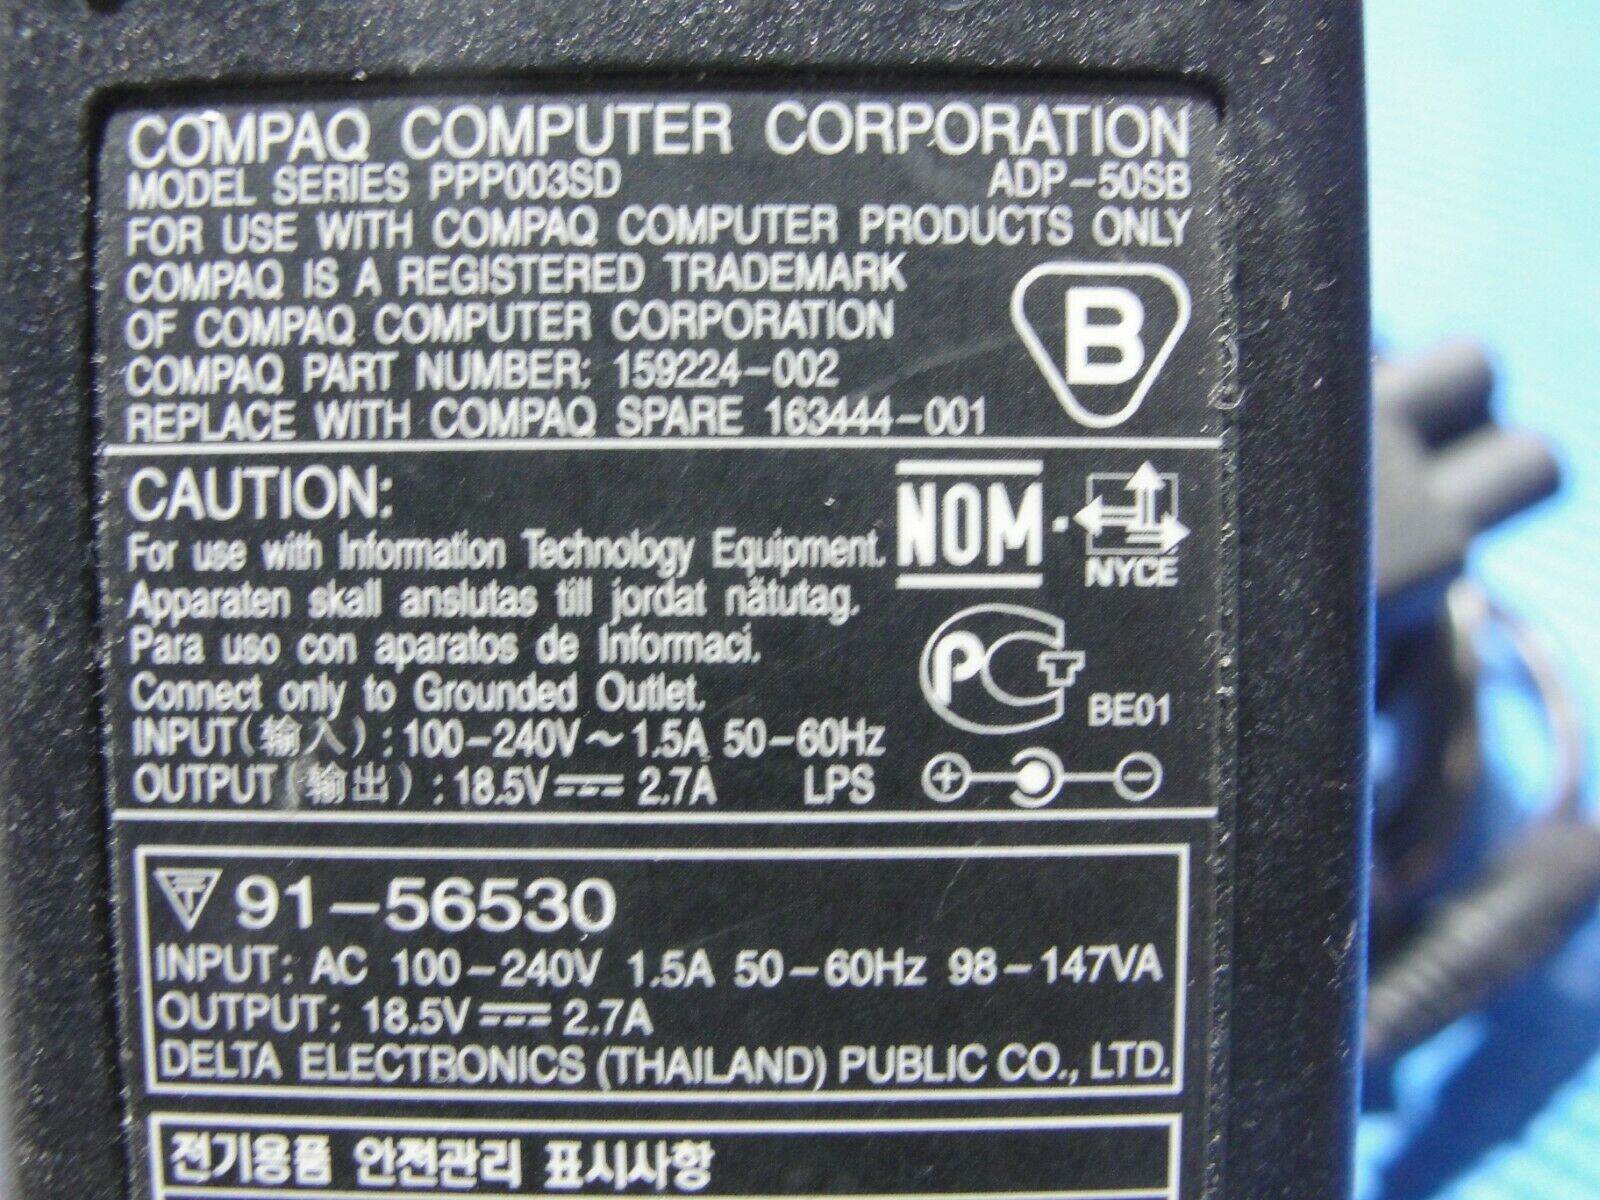 COMPAQ COMPUTER CORPORATION
MODEL SERIES PPP003SD ADP-50SB
FOR USE WITH COMPAQ COMPUTER PRODUCTS ONLY
COMPAQ IS A REGISTERED TRADEMARK
OF COMPAQ COMPUTER CORPORATION
B
COMPAQ PART NUMBER: 159224-002
REPLACE WITH COMPAQ SPARE 163444-001
CAUTION:
NOM
NYCE
For use with Information Technology Equipment.
Apparaten skall anslutas till jordat nätutag.
Para uso con aparatos de Informaci.
Connect only to Grounded Outlet.
PCT BE01
INPUT(输入): 100-240V~1.5A 50-60Hz
OUTPUT(输出): 18.5V⎓ 2.7A LPS
91-56530
INPUT: AC 100-240V 1.5A 50-60Hz 98-147VA
OUTPUT: 18.5V⎓ 2.7A
DELTA ELECTRONICS (THAILAND) PUBLIC CO., LTD.
전기용품 안전관리 표시사항